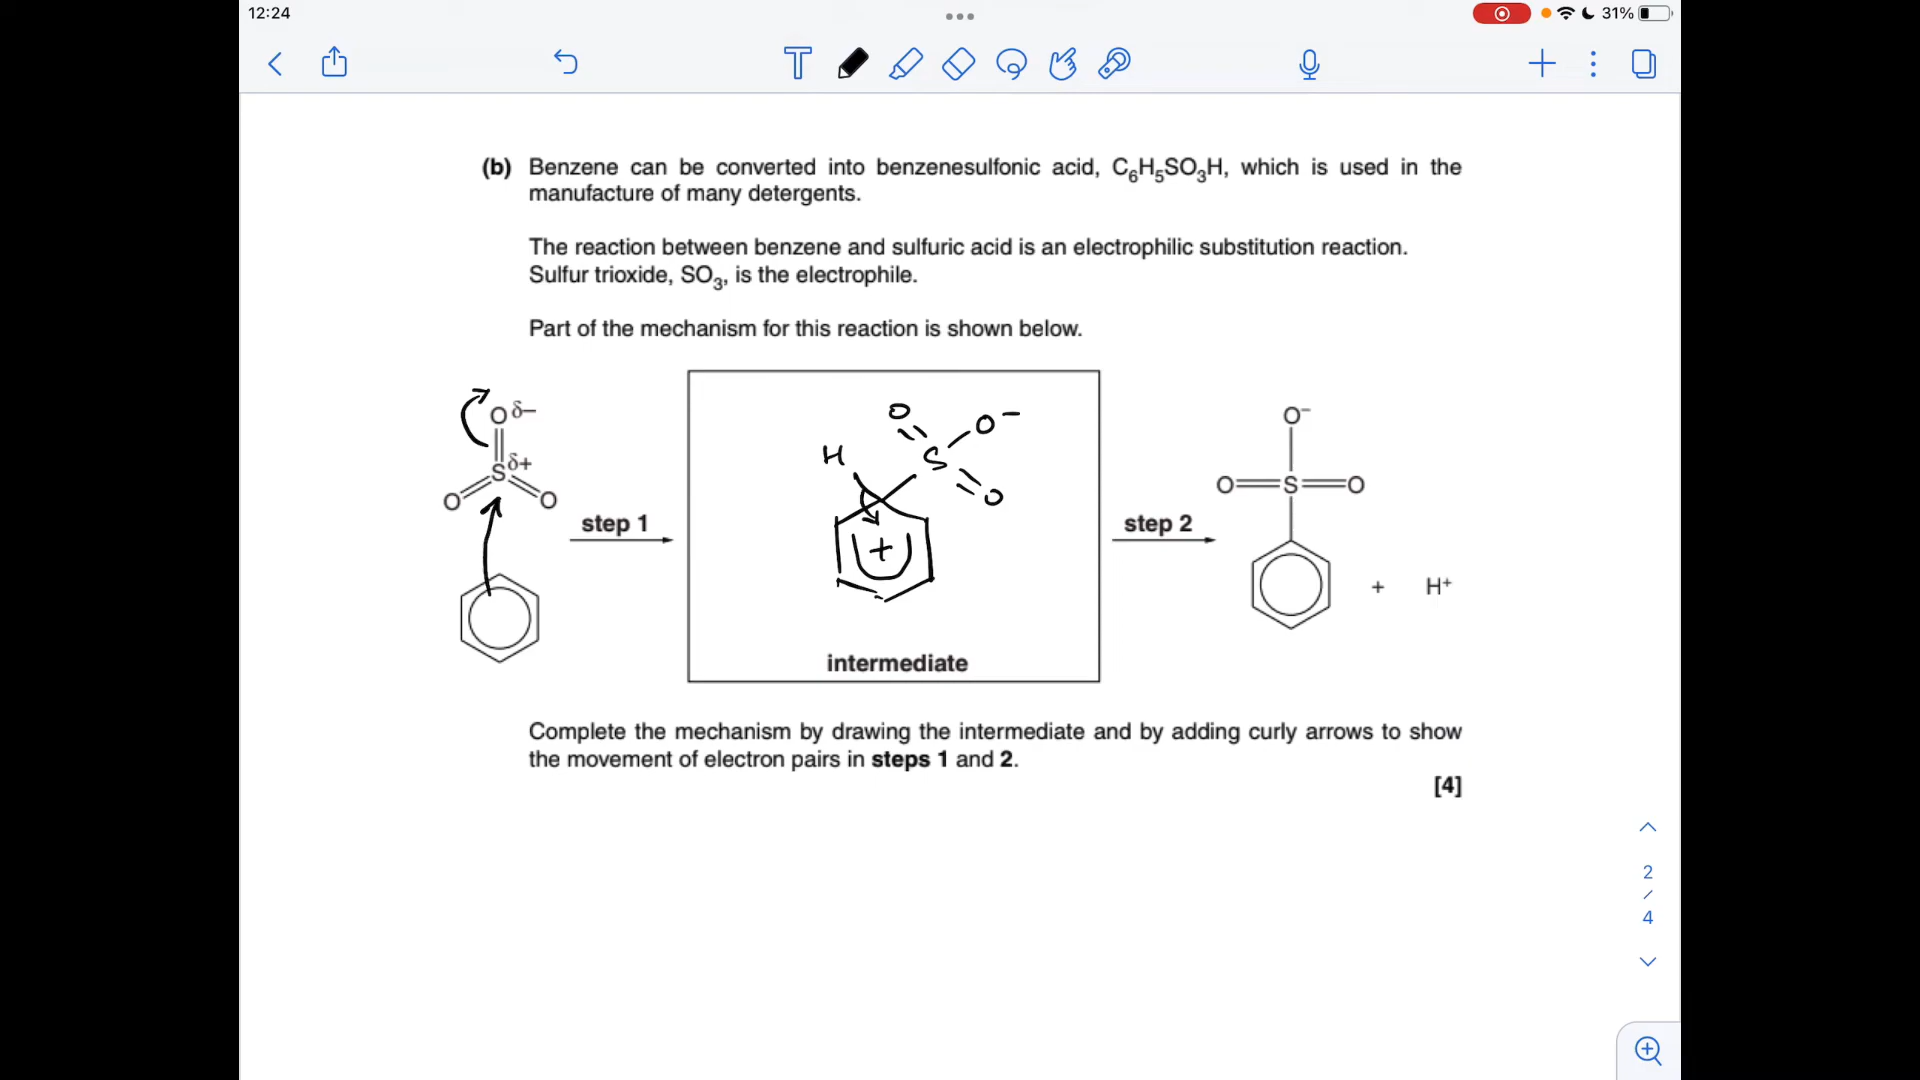 12:24
31%
(b) Benzene can be converted into benzenesulfonic acid, C₆H₅SO₃H, which is used in the
manufacture of many detergents.
The reaction between benzene and sulfuric acid is an electrophilic substitution reaction.
Sulfur trioxide, SO₃, is the electrophile.
Part of the mechanism for this reaction is shown below.
O δ–
S δ+
O O
step 1
O O –
H S
O
+
intermediate
step 2
O⁻
O S O
+ H⁺
Complete the mechanism by drawing the intermediate and by adding curly arrows to show
the movement of electron pairs in steps 1 and 2.
[4]
2
/
4